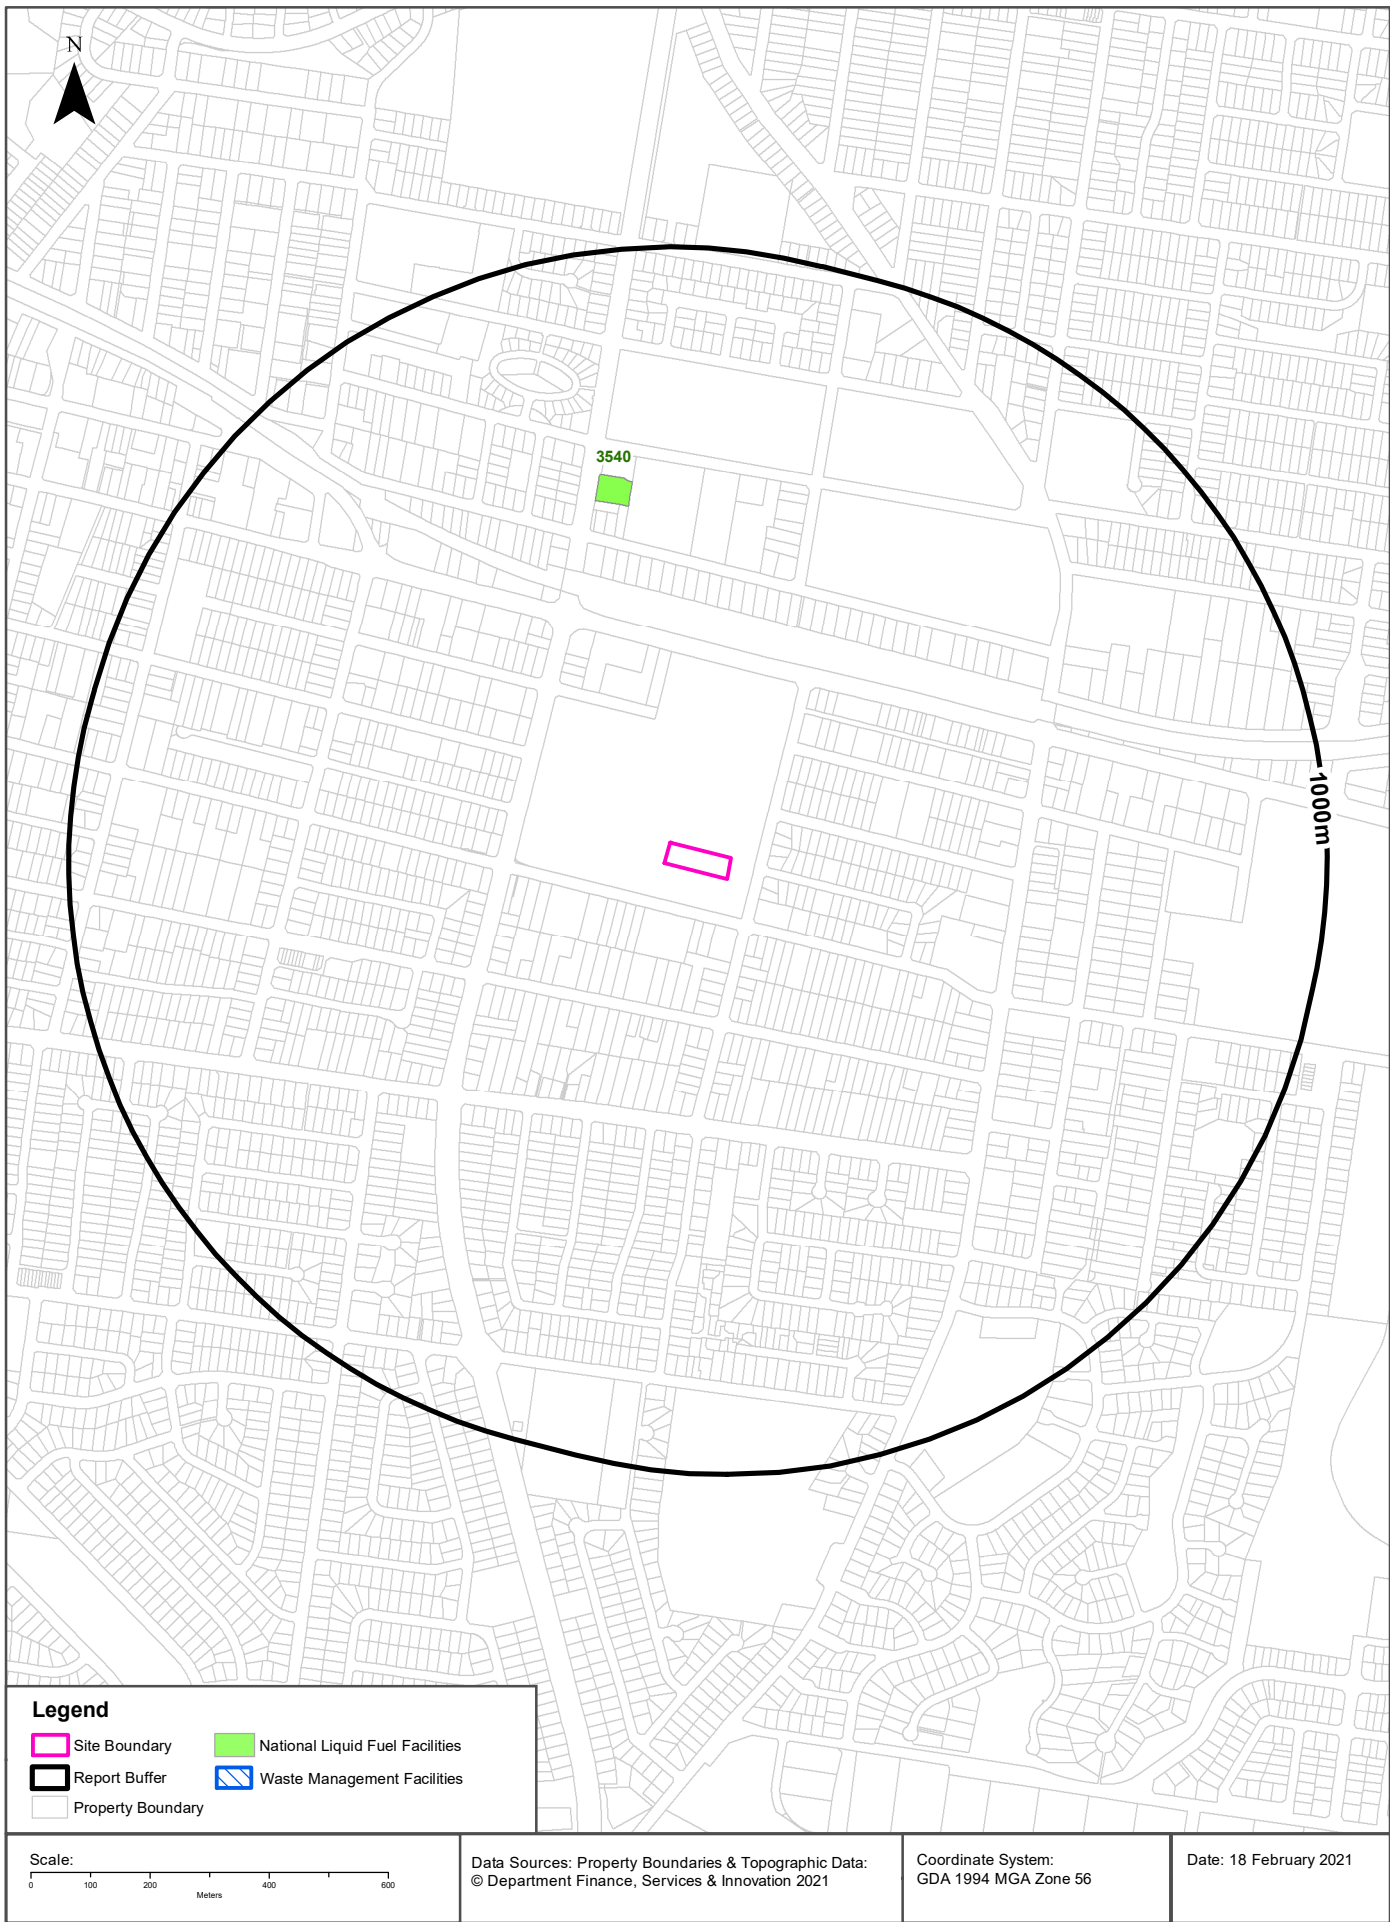 N
3540
1000m
Legend
Site Boundary
National Liquid Fuel Facilities
Report Buffer
Waste Management Facilities
Property Boundary
Scale:
0 100 200 400 600
Meters
Data Sources: Property Boundaries & Topographic Data:
© Department Finance, Services & Innovation 2021
Coordinate System:
GDA 1994 MGA Zone 56
Date: 18 February 2021